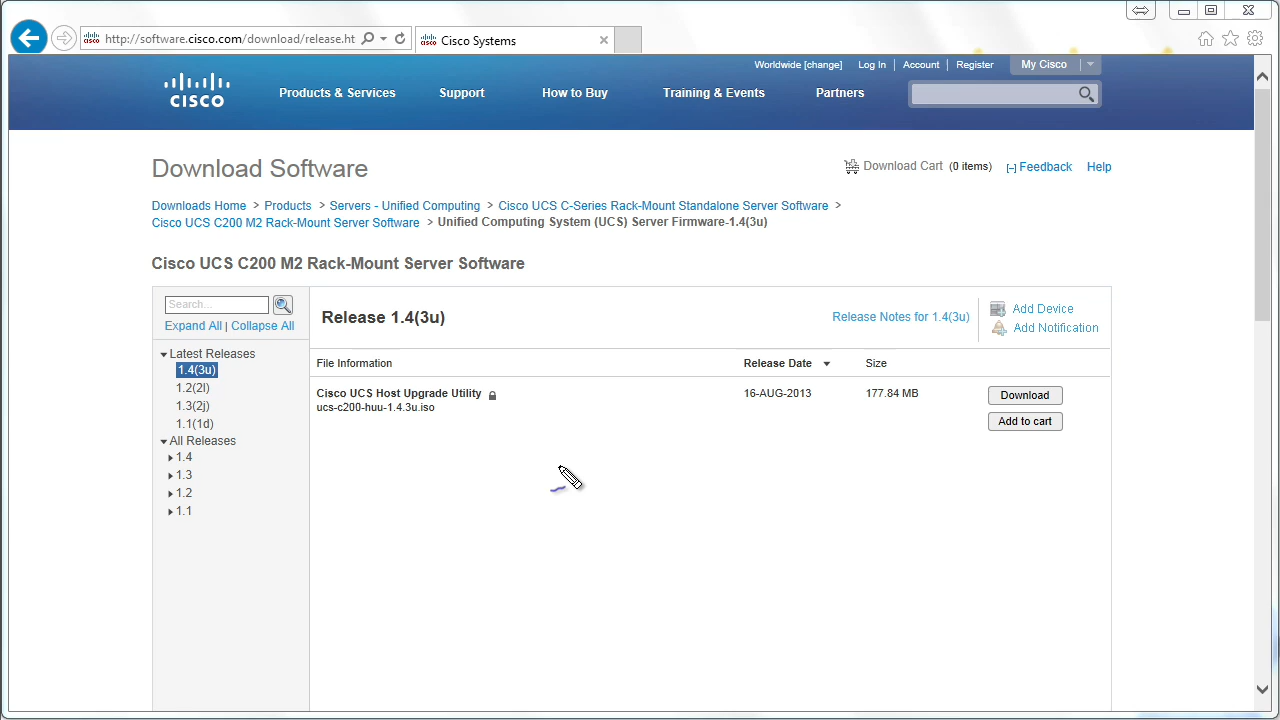 http://software.cisco.com/download/release.ht
Cisco Systems
Worldwide [change] Log In | Account | Register My Cisco
CISCO
Products & Services Support How to Buy Training & Events Partners
Download Software
Download Cart (0 items) [-] Feedback Help
Downloads Home > Products > Servers - Unified Computing > Cisco UCS C-Series Rack-Mount Standalone Server Software >
Cisco UCS C200 M2 Rack-Mount Server Software > Unified Computing System (UCS) Server Firmware-1.4(3u)
Cisco UCS C200 M2 Rack-Mount Server Software
Search...
Expand All | Collapse All
Latest Releases
1.4(3u)
1.2(2l)
1.3(2j)
1.1(1d)
All Releases
1.4
1.3
1.2
1.1
Release 1.4(3u)
Release Notes for 1.4(3u)
Add Device
Add Notification
File Information Release Date Size
Cisco UCS Host Upgrade Utility 16-AUG-2013 177.84 MB Download
ucs-c200-huu-1.4.3u.iso
Add to cart